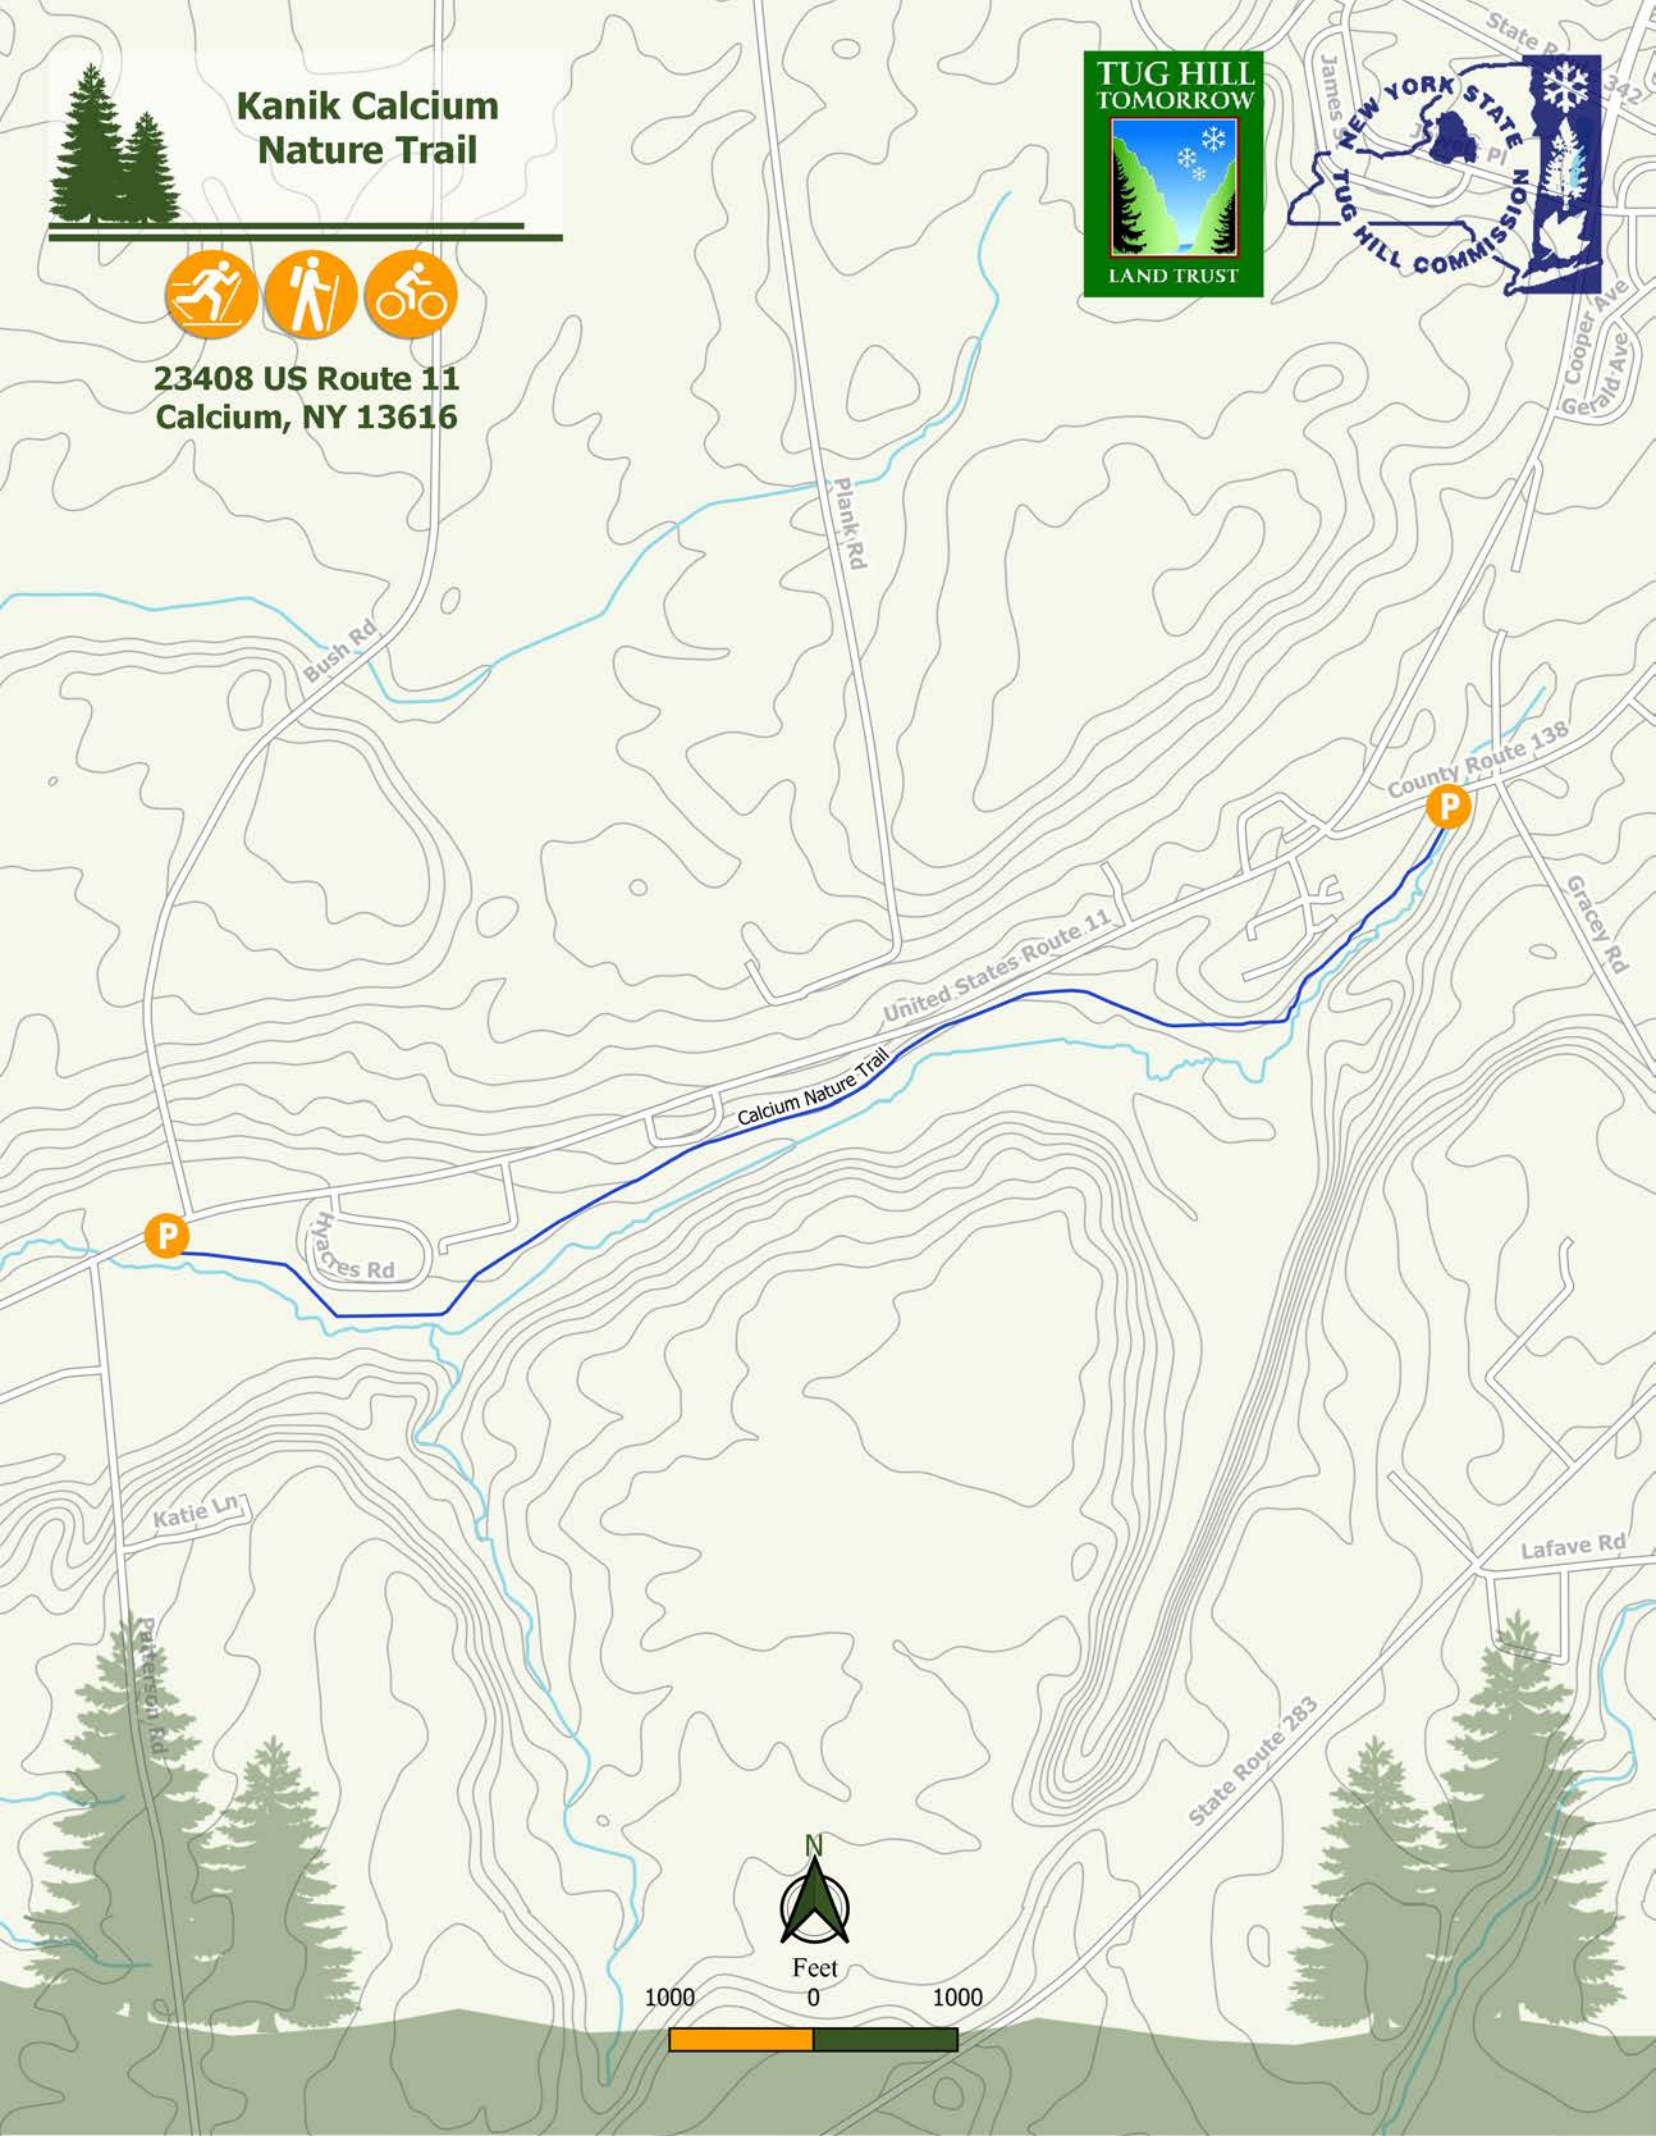 Kanik Calcium
Nature Trail
23408 US Route 11
Calcium, NY 13616
TUG HILL
TOMORROW
LAND TRUST
NEW YORK STATE
TUG HILL COMMISSION
James S
Pl
State R
342
Cooper Ave
Gerald Ave
Plank Rd
Bush Rd
County Route 138
P
Gracey Rd
United States Route 11
Calcium Nature Trail
P
Hyacres Rd
Katie Ln
Lafave Rd
Patterson Rd
State Route 283
N
Feet
1000 0 1000